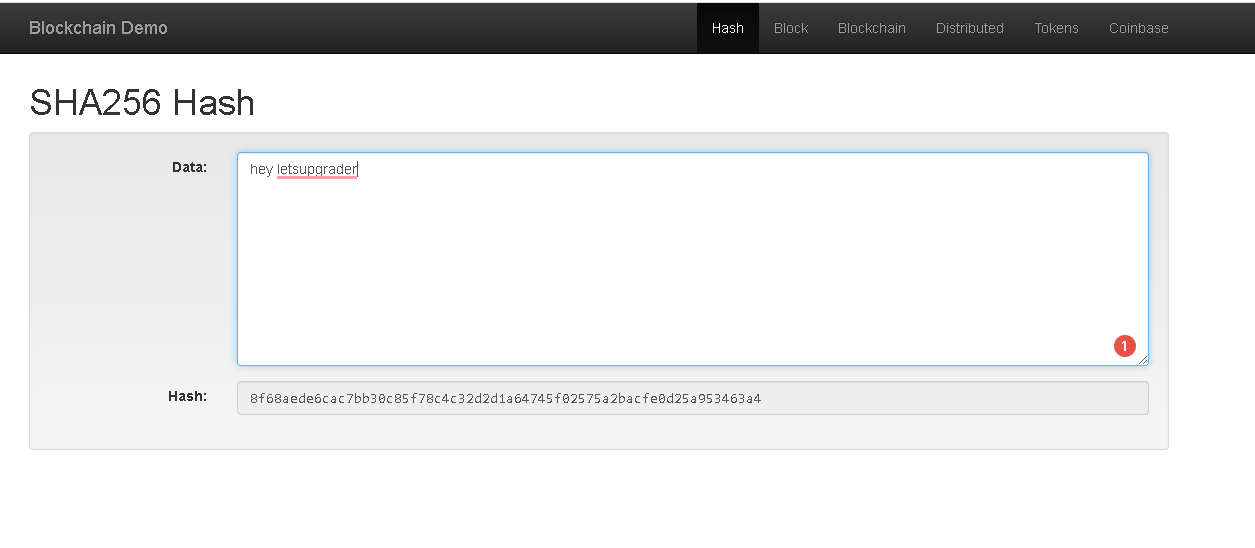 Blockchain Demo
Hash Block Blockchain Distributed Tokens Coinbase
SHA256 Hash
Data:
hey letsupgrader
1
Hash:
8f68aede6cac7bb30c85f78c4c32d2d1a64745f02575a2bacfe0d25a953463a4